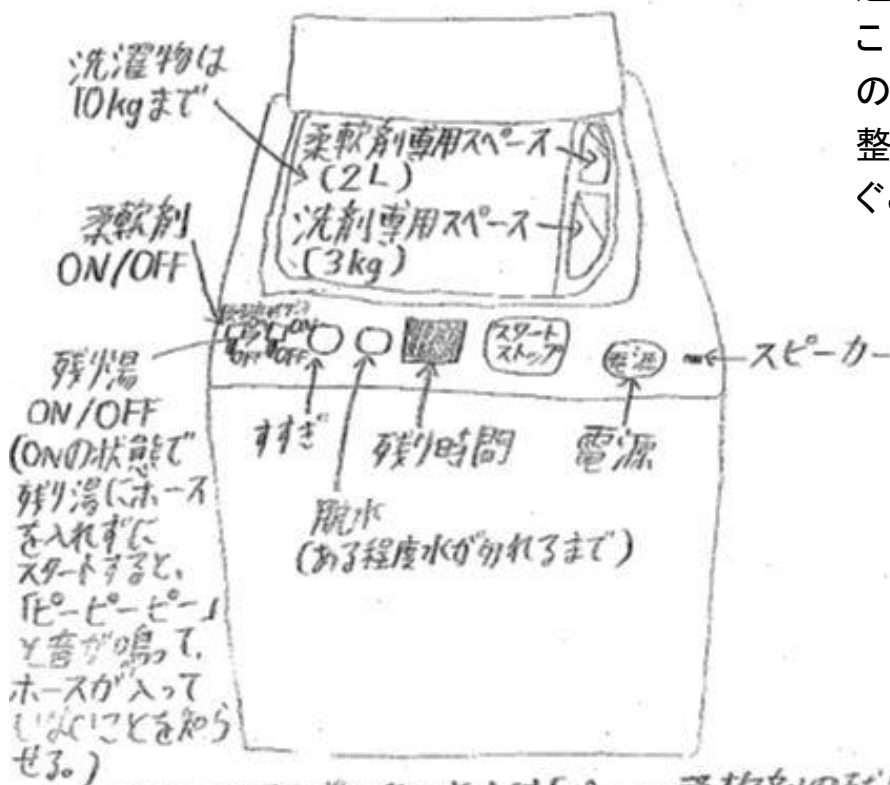 洗濯物は
10kgまで
柔軟剤専用スペース
(2L)
洗剤専用スペース
(3kg)
柔軟剤
ON/OFF
ON
OFF
OFF
スタート
ストップ
電源
スピーカー
残り湯
ON/OFF
(ONの状態で
残り湯にホース
を入れずに
スタートすると、
「ピーピーピー」
と音が鳴って、
ホースが入って
いないことを知ら
せる。)
すすぎ
脱水
(ある程度水が切れるまで)
残り時間
電源
こ
の
整